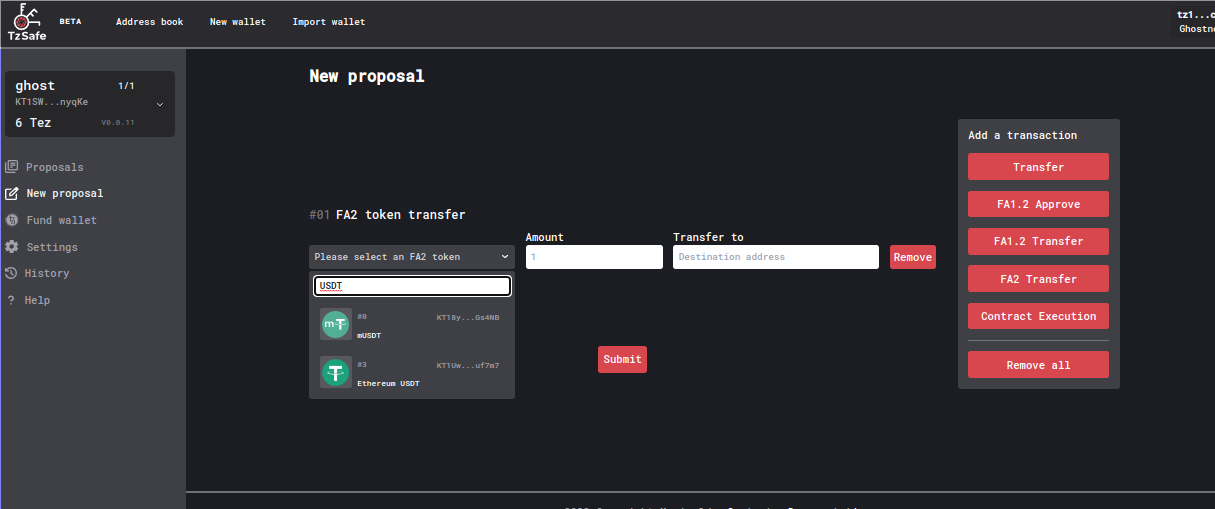 TzSafe
BETA
Address book
New wallet
Import wallet
tz1...c
Ghostne
ghost
1/1
KT1SW...nyqKe
6 Tez
V0.0.11
Proposals
New proposal
Fund wallet
Settings
History
? Help
New proposal
#01 FA2 token transfer
Please select an FA2 token
Amount
1
Transfer to
Destination address
Remove
USDT
#0
KT18y...Gs4NB
mUSDT
#3
KT1Uw...uf7m7
Ethereum USDT
Submit
Add a transaction
Transfer
FA1.2 Approve
FA1.2 Transfer
FA2 Transfer
Contract Execution
Remove all